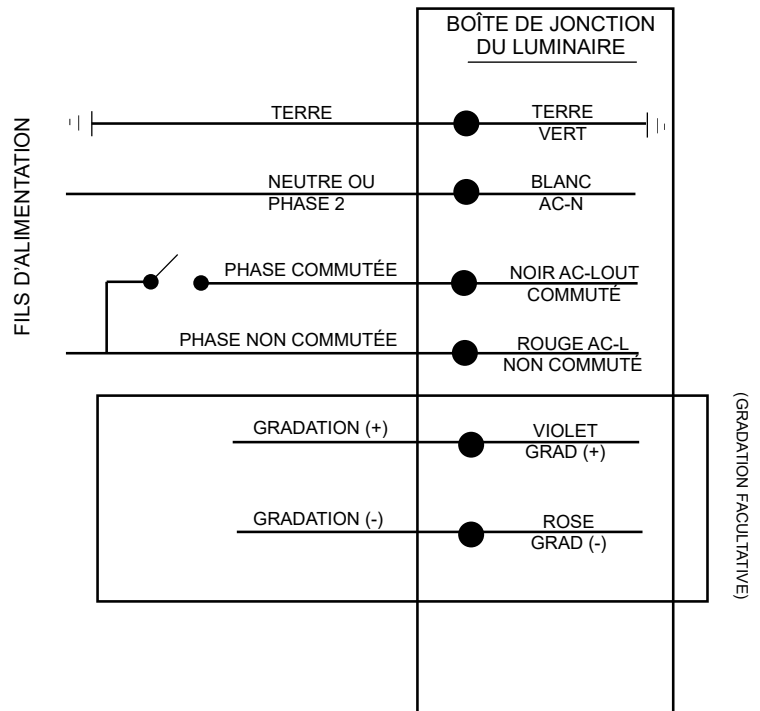 BOÎTE DE JONCTION
DU LUMINAIRE
FILS D'ALIMENTATION
TERRE
TERRE
VERT
NEUTRE OU
PHASE 2
BLANC
AC-N
PHASE COMMUTÉE
NOIR AC-LOUT
COMMUTÉ
PHASE NON COMMUTÉE
ROUGE AC-L
NON COMMUTÉ
GRADATION (+)
VIOLET
GRAD (+)
GRADATION (-)
ROSE
GRAD (-)
(GRADATION FACULTATIVE)